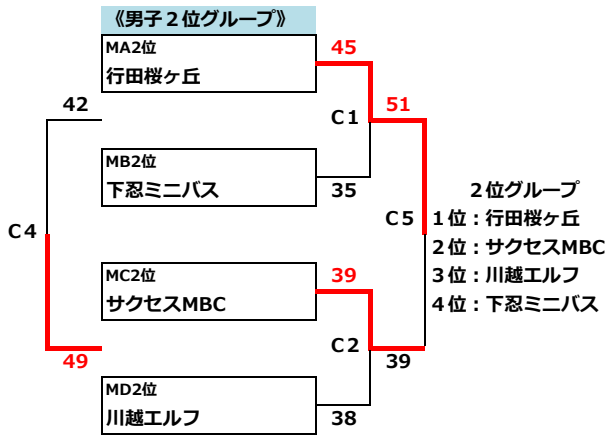 《男子２位グループ》
MA2位
行田桜ヶ丘
45
42
C1
51
MB2位
下忍ミニバス
35
２位グループ
C4
C5
１位：行田桜ヶ丘
２位：サクセスMBC
３位：川越エルフ
４位：下忍ミニバス
MC2位
サクセスMBC
39
C2
49
39
MD2位
川越エルフ
38